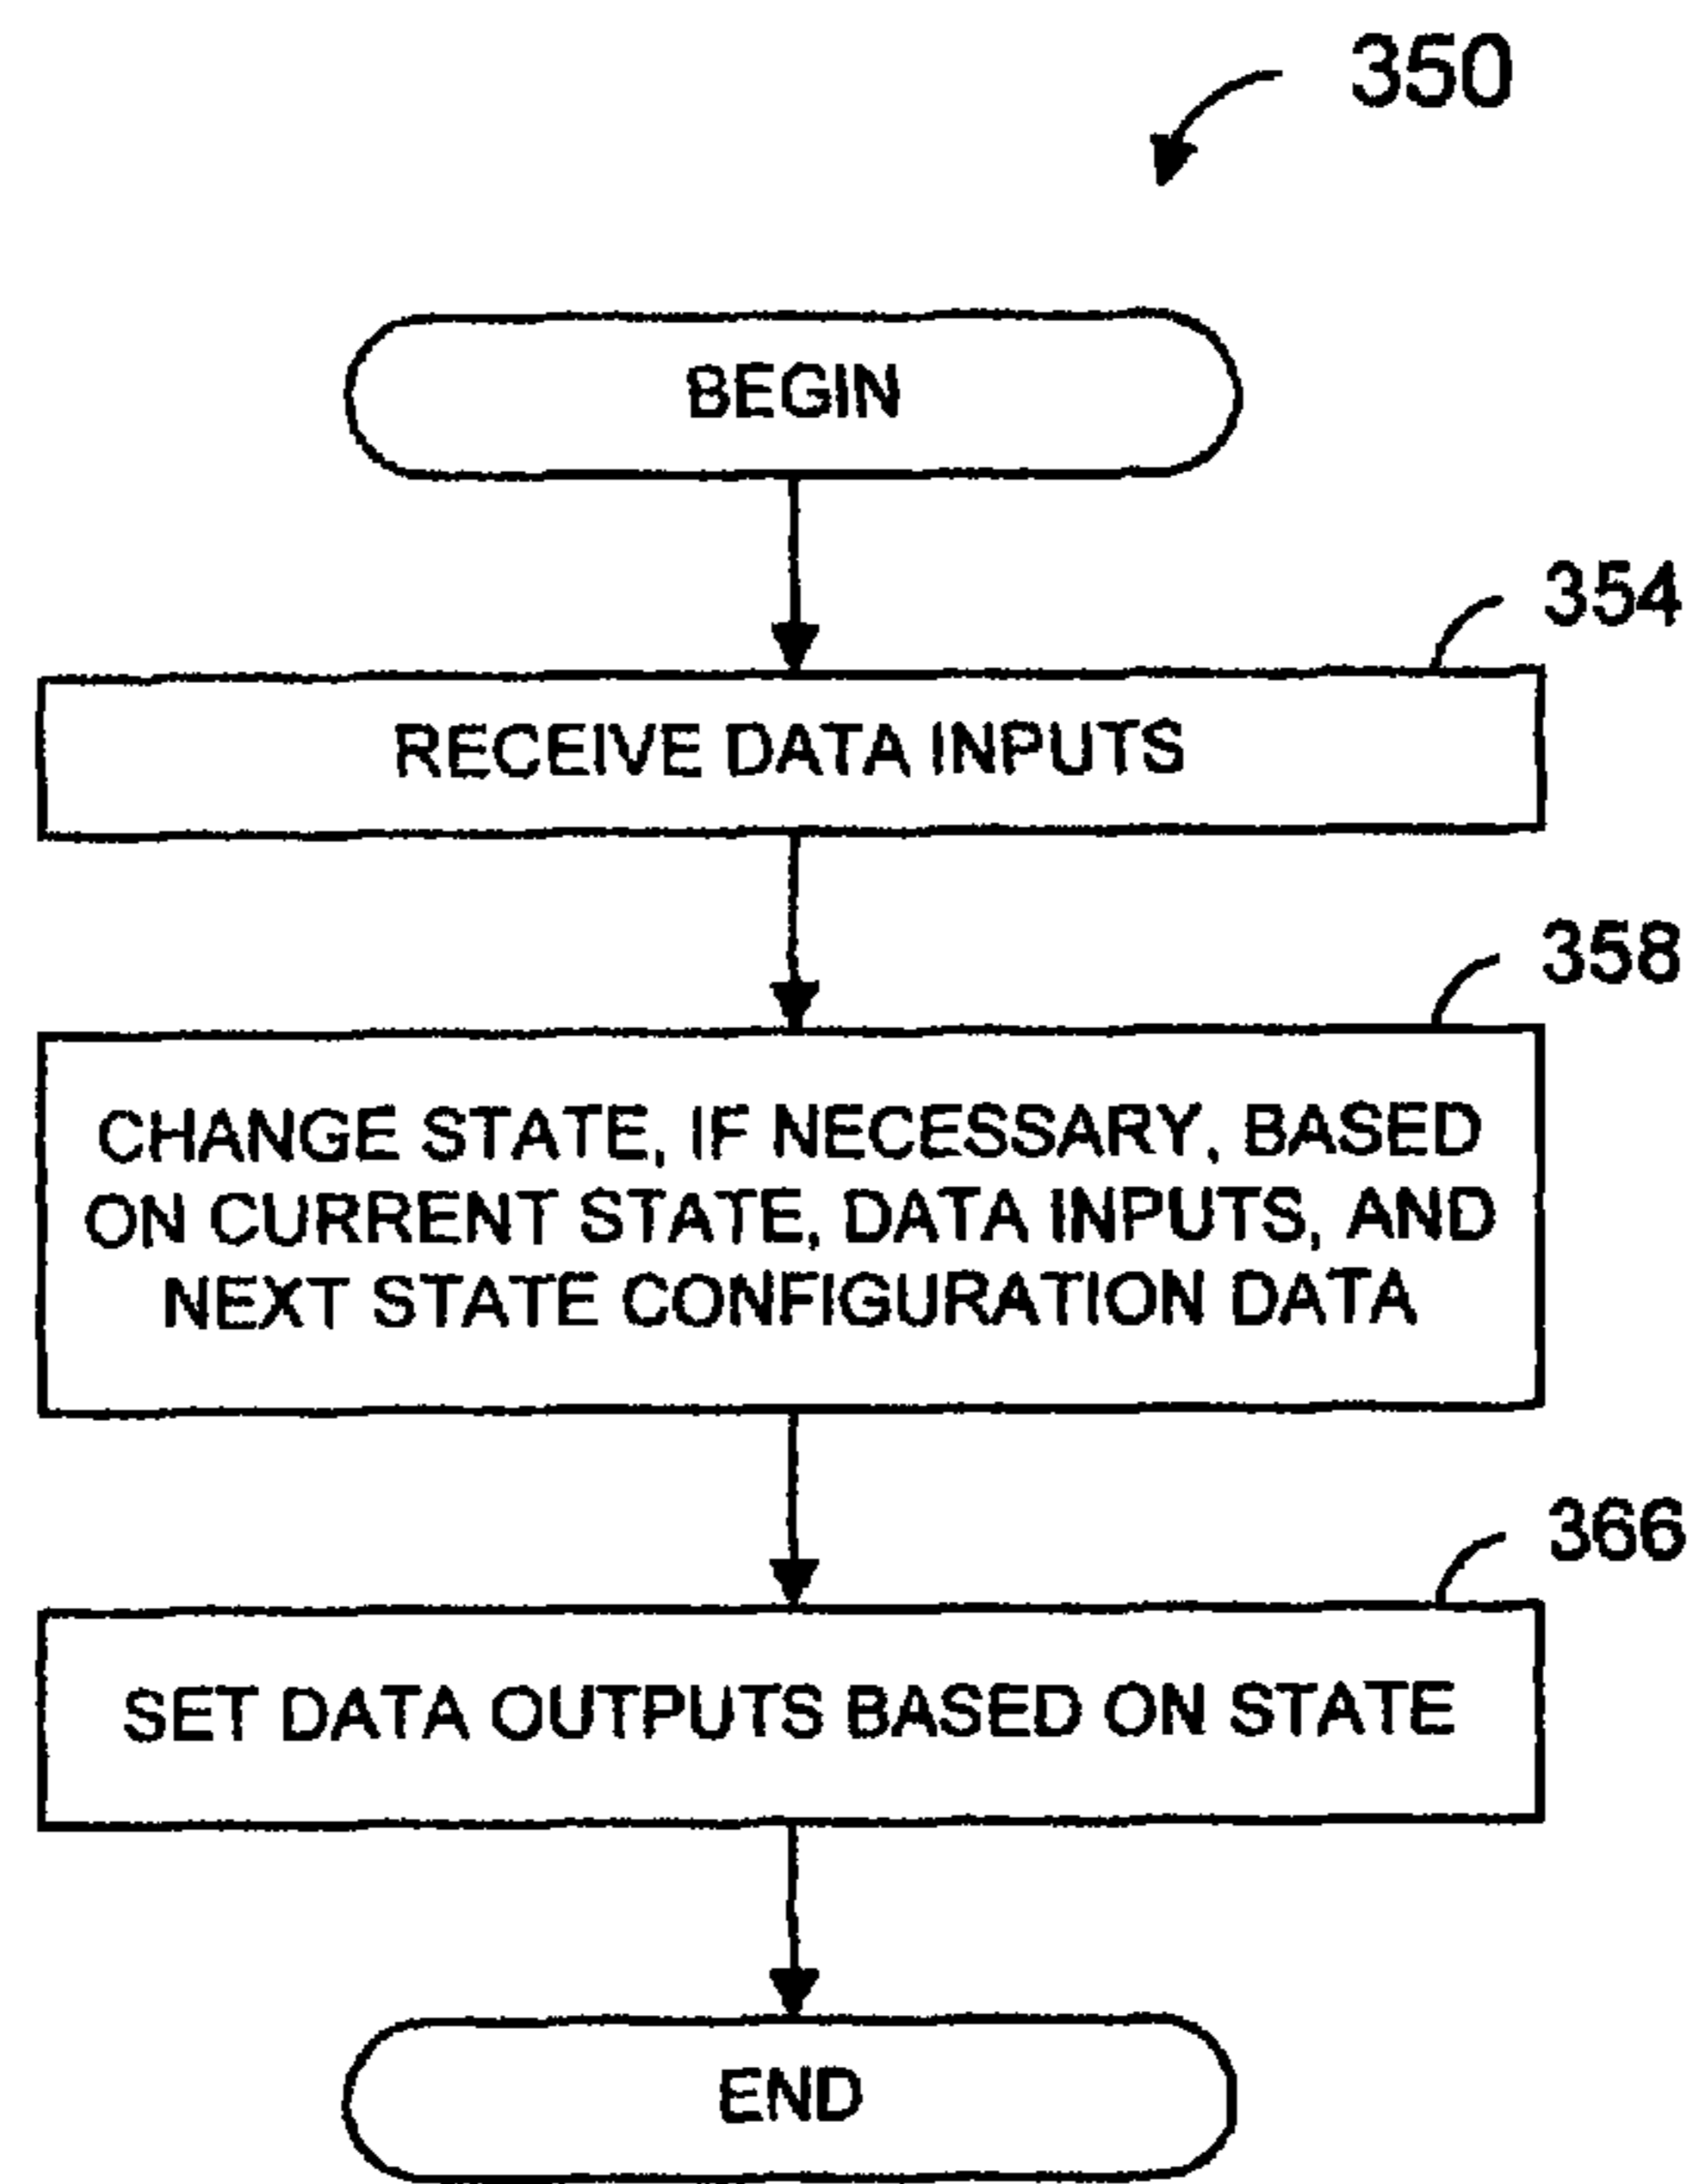 350
BEGIN
354
RECEIVE DATA INPUTS
358
CHANGE STATE, IF NECESSARY, BASED
ON CURRENT STATE, DATA INPUTS, AND
NEXT STATE CONFIGURATION DATA
366
SET DATA OUTPUTS BASED ON STATE
END